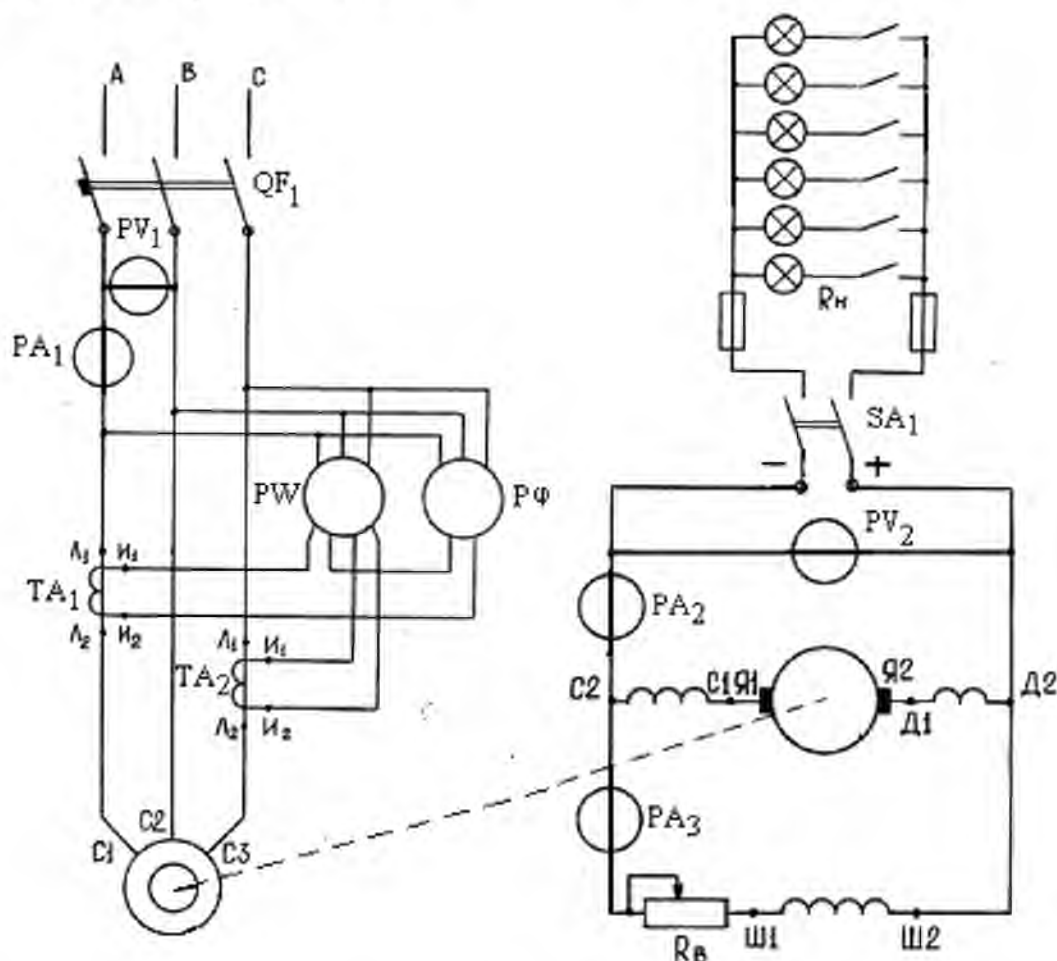 A B C
QF1
PV1
PA1
PW PФ
Л1 И1
TA1
Л2 И2
Л1 И1
TA2
Л2 И2
C1 C2 C3
Rн
SA1
− +
PV2
PA2
C2 C1 Я1 Я2 Д1 Д2
PA3
Rв Ш1 Ш2